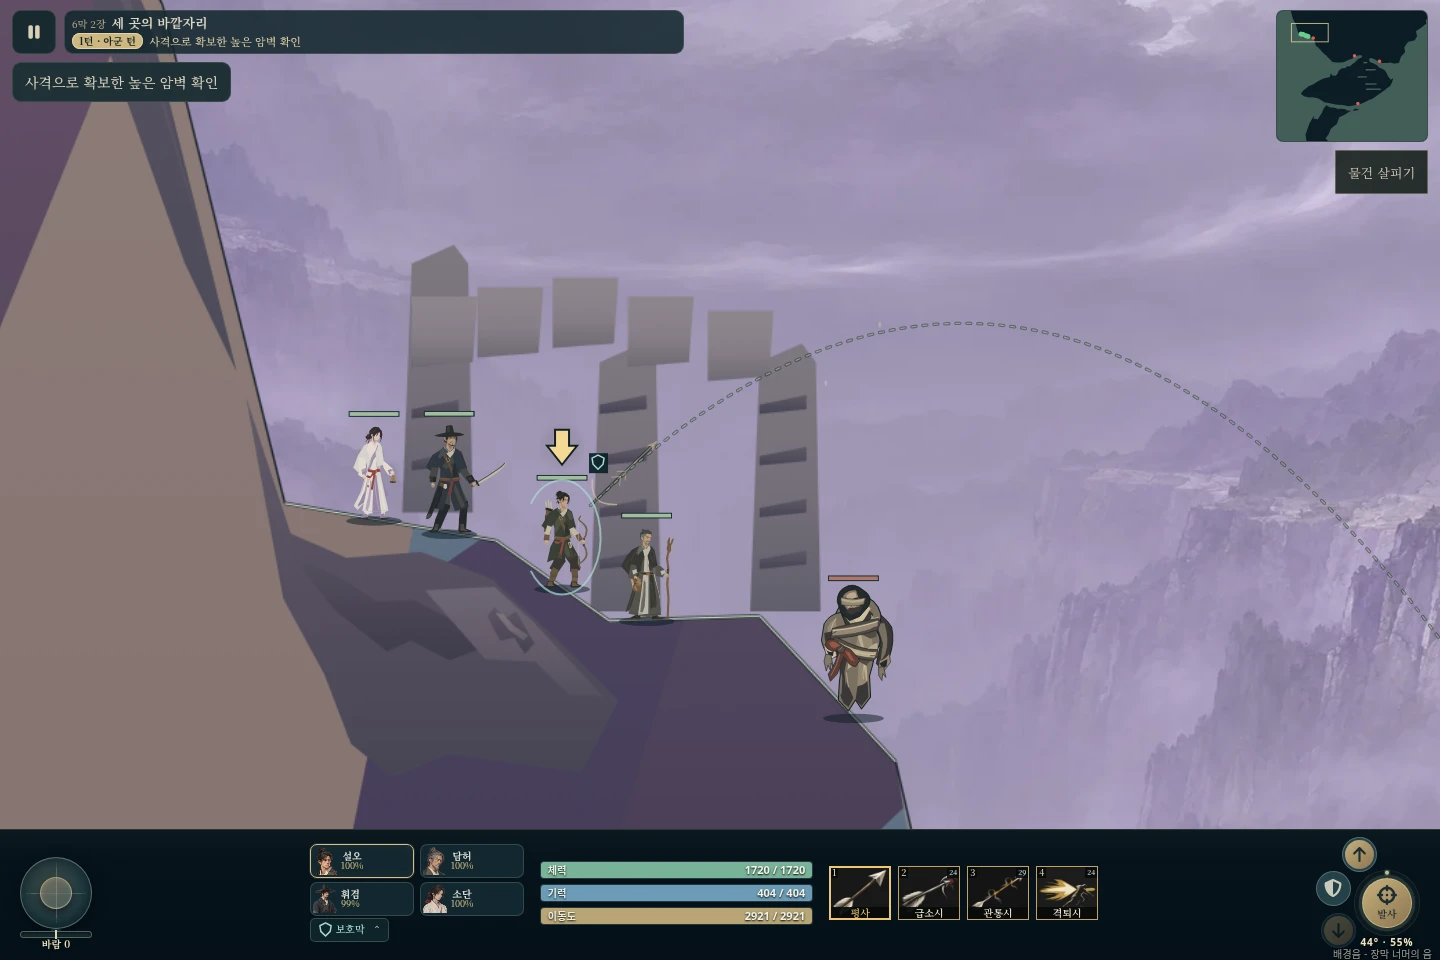 6막 2장 세 곳의 바깥자리
1턴 · 아군 턴 사격으로 확보한 높은 암벽 확인
사격으로 확보한 높은 암벽 확인
물건 살피기
설오
100%
담허
100%
휘겸
99%
소단
100%
보호막
체력 1720 / 1720
기력 404 / 404
이동도 2921 / 2921
1 평사
2 24 급소시
3 29 관통시
4 24 격퇴시
발사
44° · 55%
바람 0
배경음 - 장막 너머의 음